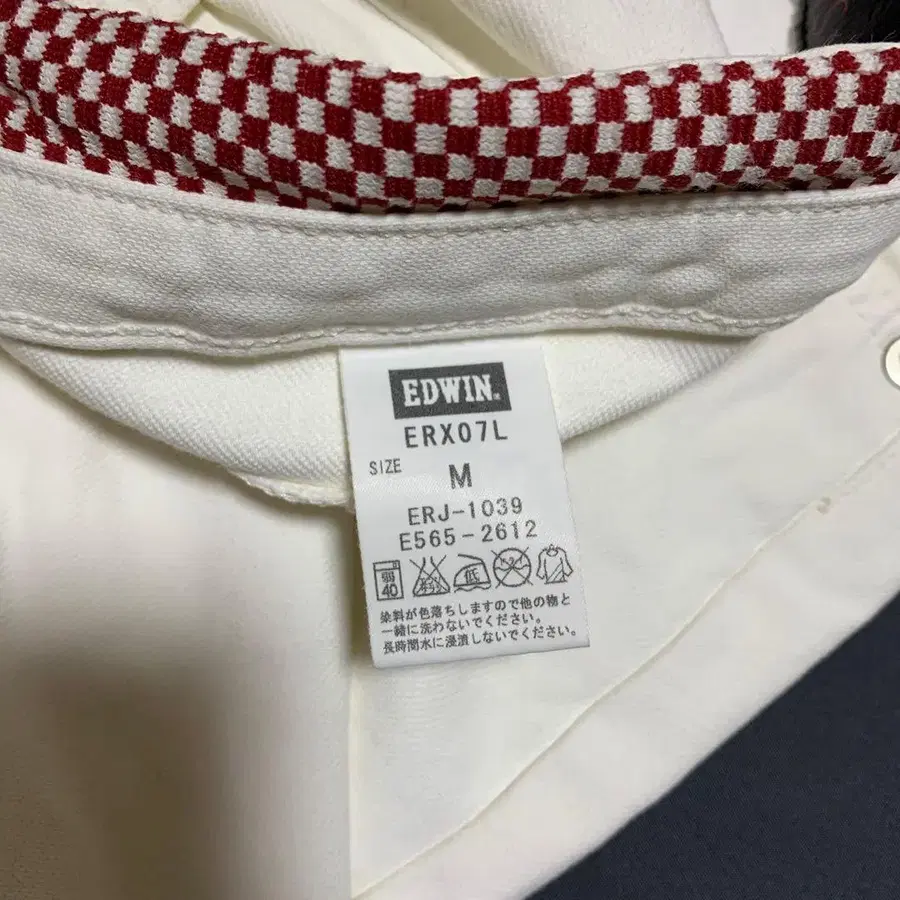 EDWIN.
ERX07L
SIZE
M
ERJ-1039
E565-2612
弱
40
低
染料が色落ちしますので他の物と
一緒に洗わないでください。
長時間水に浸漬しないでください。